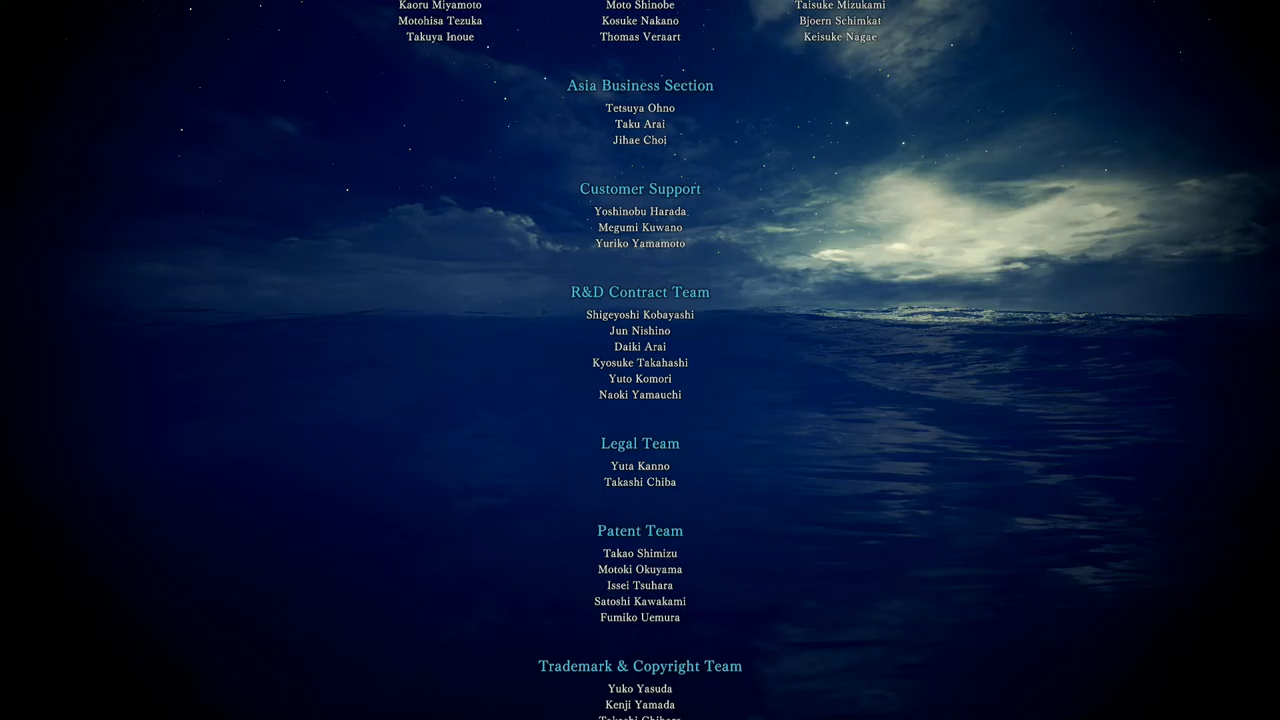 Kaoru Miyamoto Moto Shinobe Taisuke Mizukami
Motohisa Tezuka Kosuke Nakano Bjoern Schimkat
Takuya Inoue Thomas Veraart Keisuke Nagae
Asia Business Section
Tetsuya Ohno
Taku Arai
Jihae Choi
Customer Support
Yoshinobu Harada
Megumi Kuwano
Yuriko Yamamoto
R&D Contract Team
Shigeyoshi Kobayashi
Jun Nishino
Daiki Arai
Kyosuke Takahashi
Yuto Komori
Naoki Yamauchi
Legal Team
Yuta Kanno
Takashi Chiba
Patent Team
Takao Shimizu
Motoki Okuyama
Issei Tsuhara
Satoshi Kawakami
Fumiko Uemura
Trademark & Copyright Team
Yuko Yasuda
Kenji Yamada